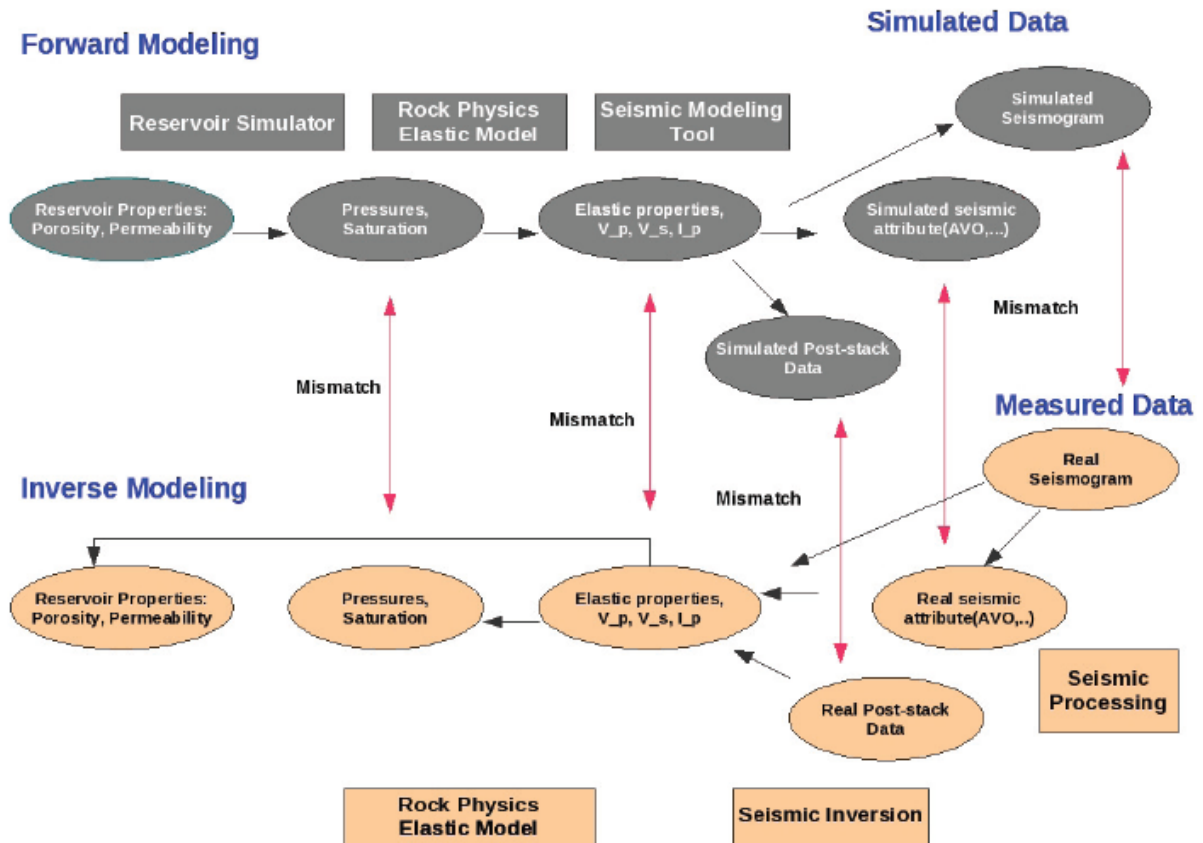 Simulated Data
Forward Modeling
Reservoir Simulator
Rock Physics
Elastic Model
Seismic Modeling
Tool
Simulated
Seismogram
Reservoir Properties:
Porosity, Permeability
Pressures,
Saturation
Elastic properties,
V_p, V_s, I_p
Simulated seismic
attribute(AVO,...)
Mismatch
Simulated Post-stack
Data
Mismatch
Mismatch
Measured Data
Real
Seismogram
Inverse Modeling
Mismatch
Reservoir Properties:
Porosity, Permeability
Pressures,
Saturation
Elastic properties,
V_p, V_s, I_p
Real seismic
attribute(AVO,..)
Seismic
Processing
Real Post-stack
Data
Rock Physics
Elastic Model
Seismic Inversion